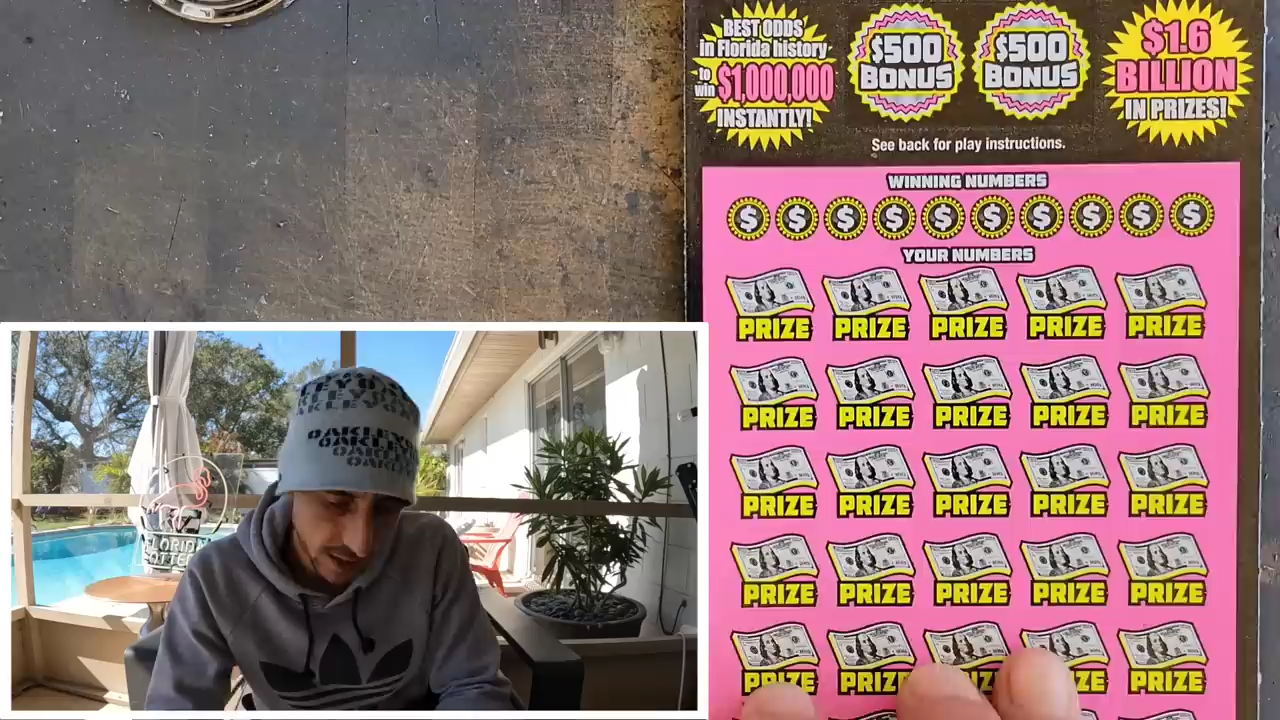 BEST ODDS
in Florida history
to win $1,000,000
INSTANTLY!
$500
BONUS
$500
BONUS
$1.6
BILLION
IN PRIZES!
See back for play instructions.
WINNING NUMBERS
$ $ $ $ $ $ $ $ $ $
YOUR NUMBERS
PRIZE PRIZE PRIZE PRIZE PRIZE
PRIZE PRIZE PRIZE PRIZE PRIZE
PRIZE PRIZE PRIZE PRIZE PRIZE
PRIZE PRIZE PRIZE PRIZE PRIZE
PRIZE PRIZE PRIZE
OAKLEY
OAKLEY
OAKLEY
OAKLEY